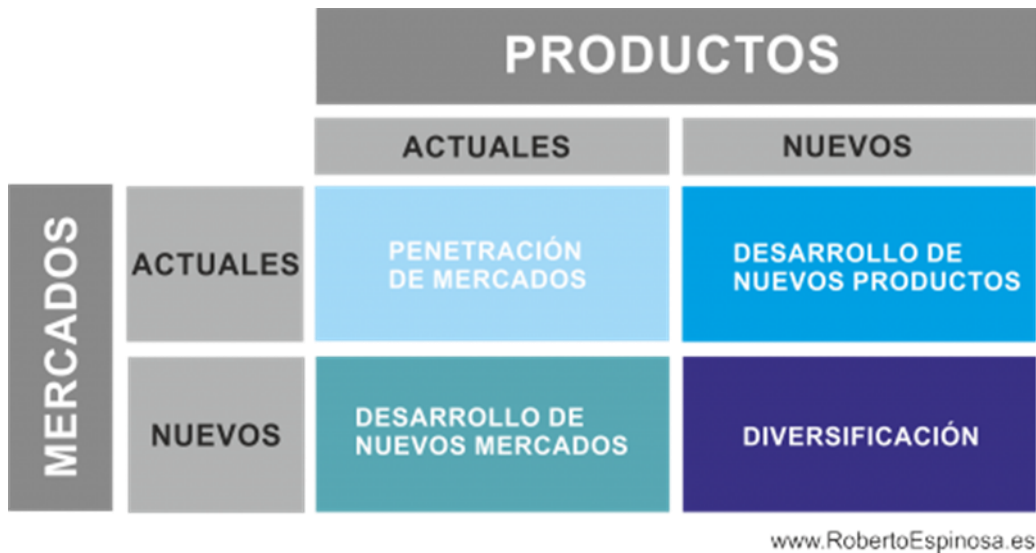 PRODUCTOS
ACTUALES
NUEVOS
MERCADOS
ACTUALES
PENETRACIÓN
DE MERCADOS
DESARROLLO DE
NUEVOS PRODUCTOS
NUEVOS
DESARROLLO DE
NUEVOS MERCADOS
DIVERSIFICACIÓN
www.RobertoEspinosa.es